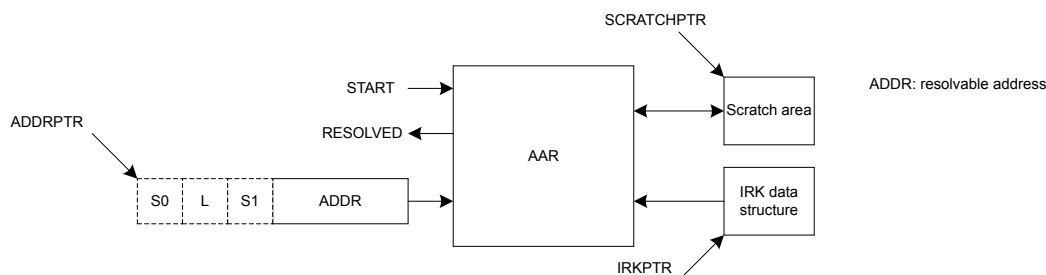 SCRATCHPTR
START
ADDR: resolvable address
Scratch area
ADDRPTR
RESOLVED
AAR
S0 L S1 ADDR
IRK data
structure
IRKPTR